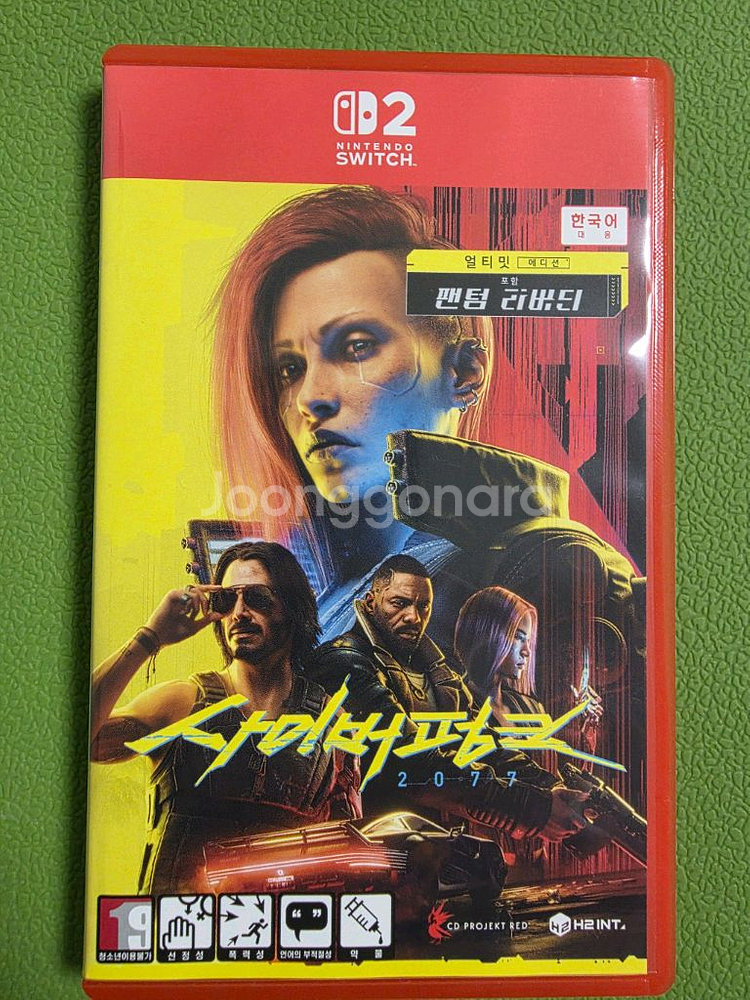 2
NINTENDO
SWITCH™
한국어
대응
얼티밋 에디션
포함
팬텀 리버티
Joonggonara
사이버펑크
2077
19
청소년이용불가
선정성
폭력성
언어의 부적절성
약물
CD PROJEKT RED®
H2 INT.